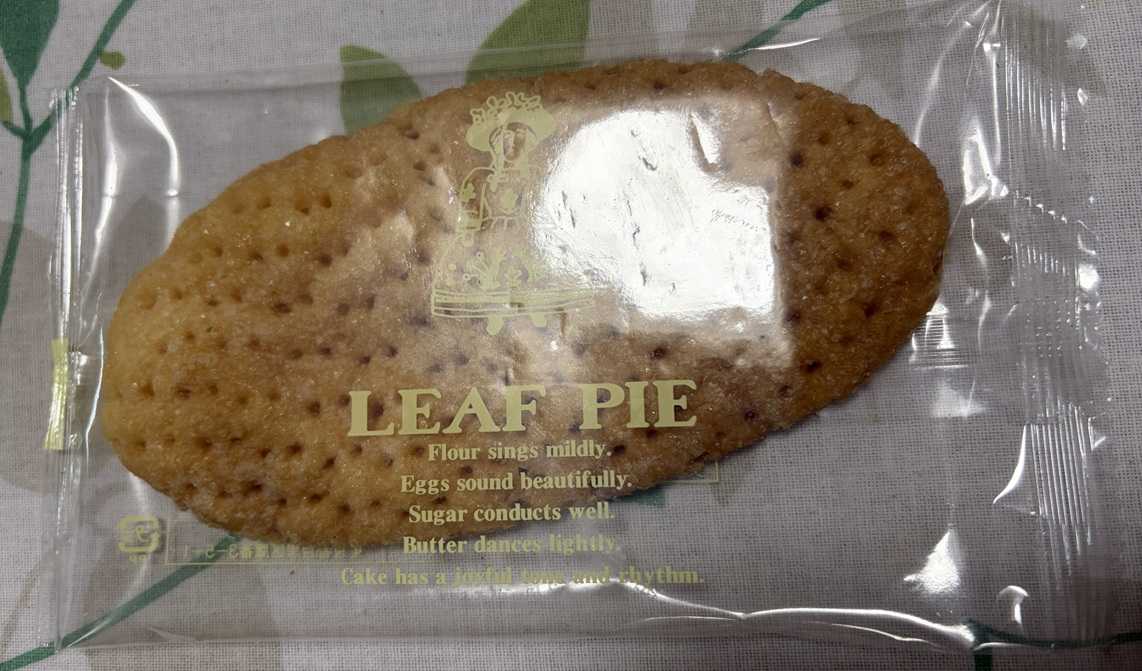 LEAF PIE
Flour sings mildly.
Eggs sound beautifully.
Sugar conducts well.
Butter dances lightly.
Cake has a joyful tone and rhythm.